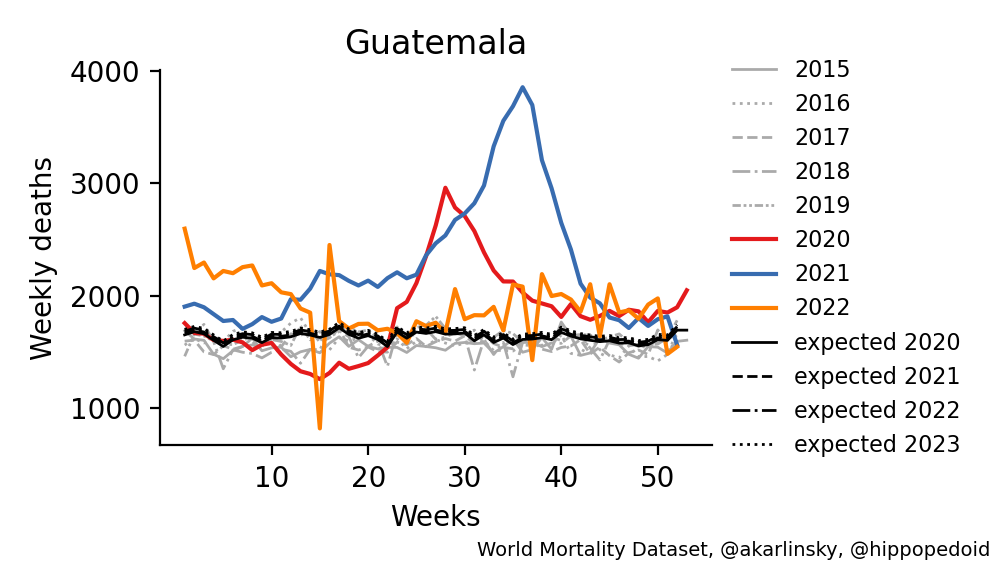 Guatemala
4000
3000
2000
1000
Weekly deaths
10 20 30 40 50
Weeks
2015
2016
2017
2018
2019
2020
2021
2022
expected 2020
expected 2021
expected 2022
expected 2023
World Mortality Dataset, @akarlinsky, @hippopedoid